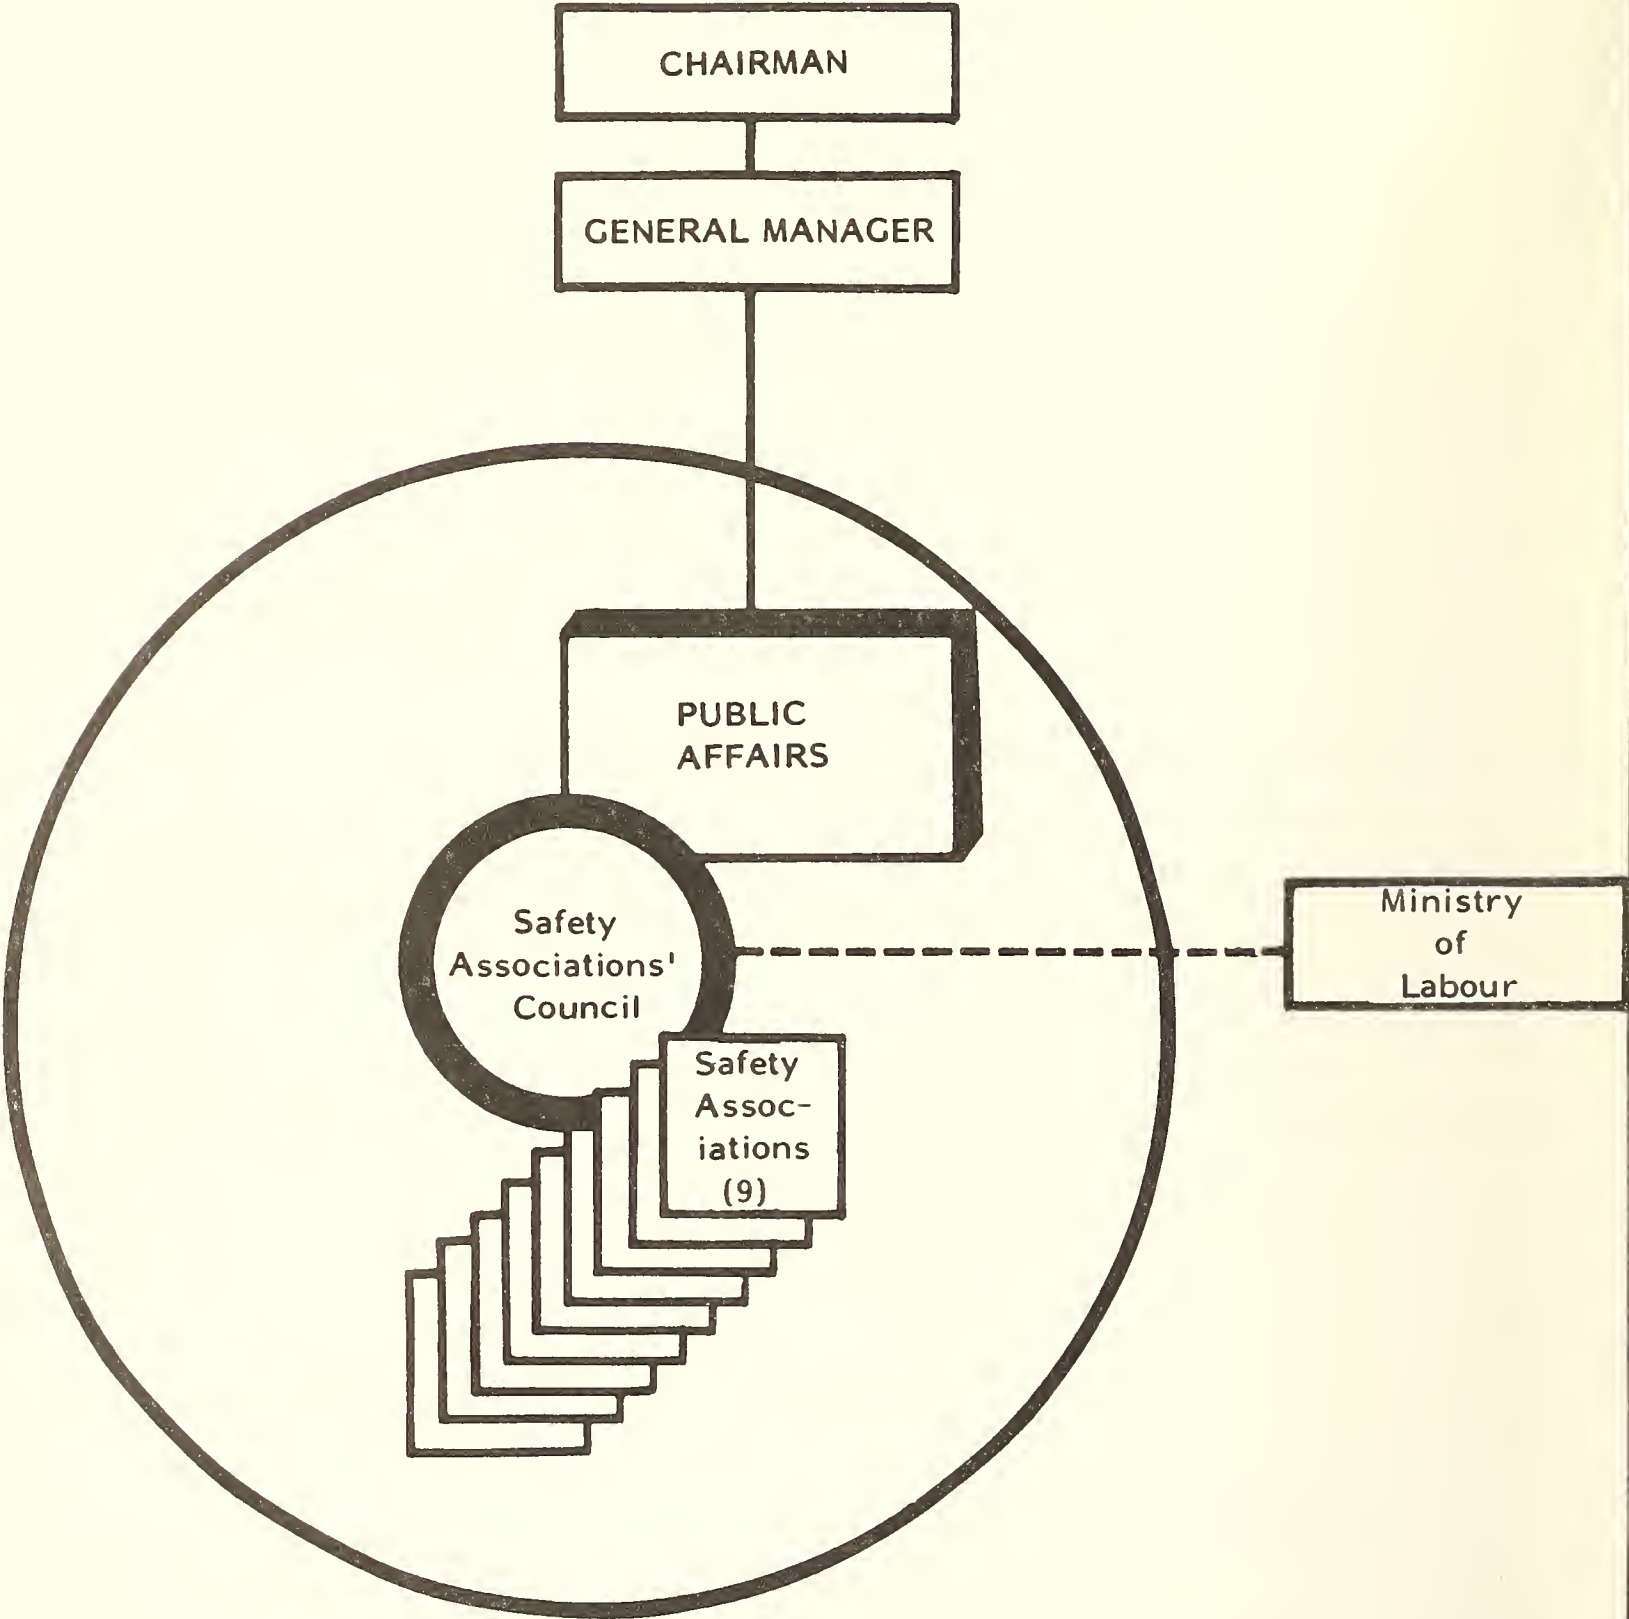 CHAIRMAN
GENERAL MANAGER
PUBLIC
AFFAIRS
Safety
Associations'
Council
Ministry
of
Labour
Safety
Assoc-
iations
(9)